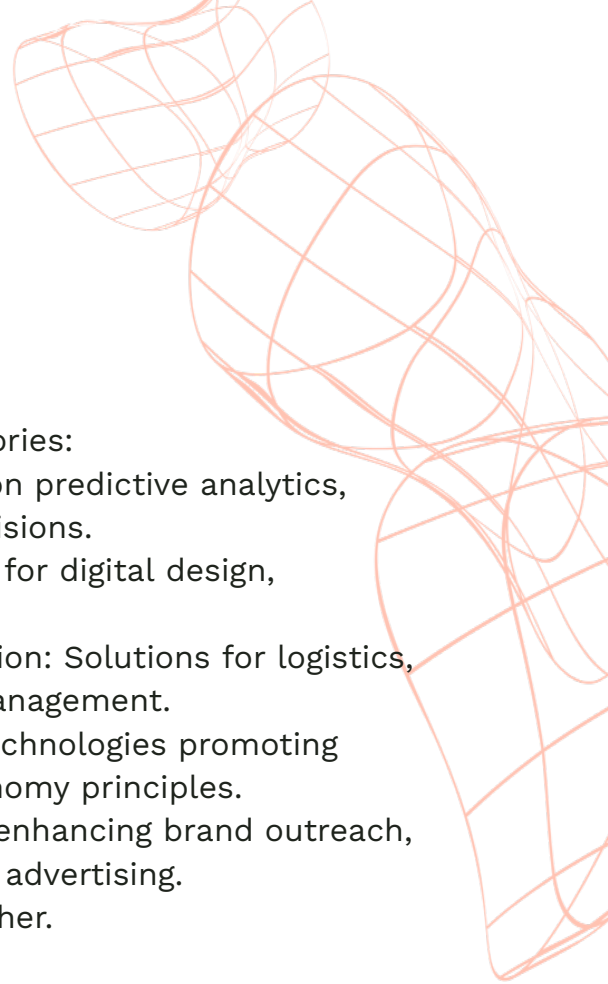 ories:
on predictive analytics,
isions.
for digital design,
ion: Solutions for logistics,
anagement.
chnologies promoting
nomy principles.
enhancing brand outreach,
advertising.
her.